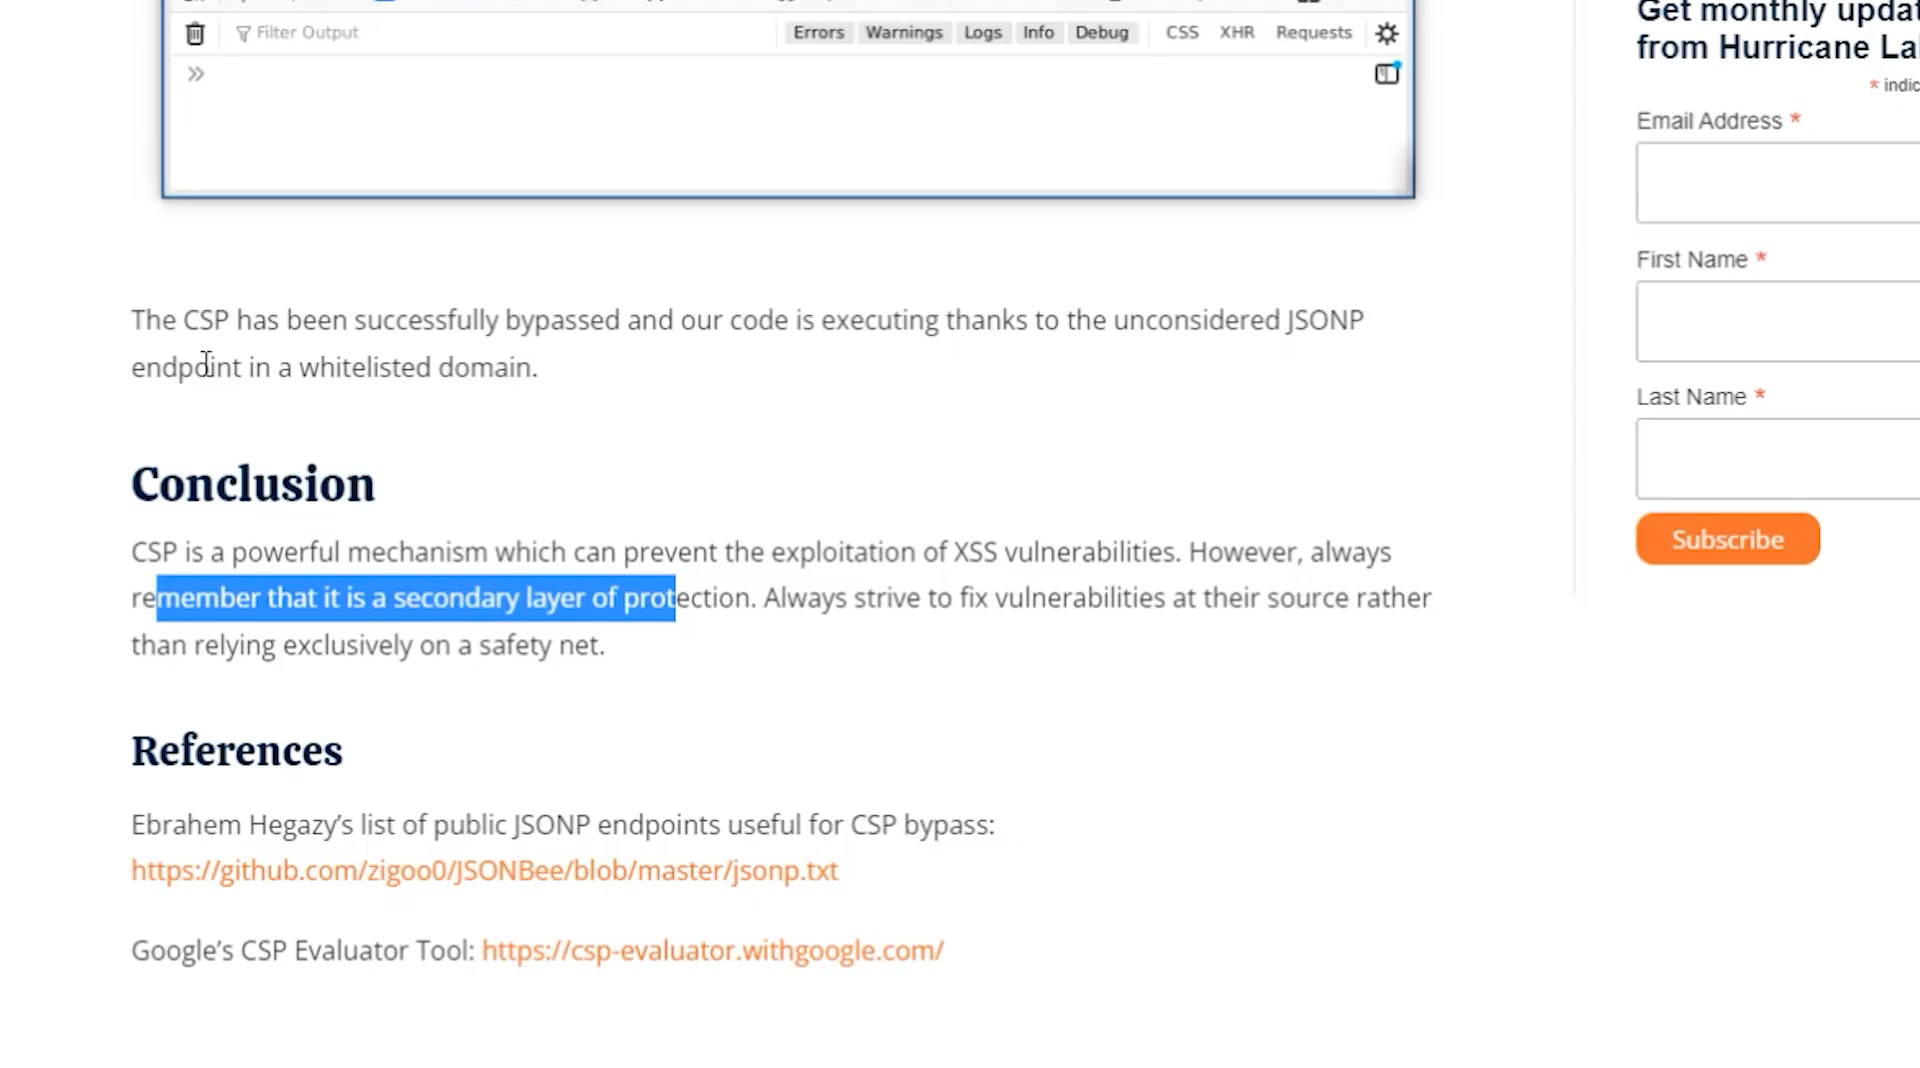 Filter Output
Errors Warnings Logs Info Debug CSS XHR Requests
The CSP has been successfully bypassed and our code is executing thanks to the unconsidered JSONP
endpoint in a whitelisted domain.
Conclusion
CSP is a powerful mechanism which can prevent the exploitation of XSS vulnerabilities. However, always
remember that it is a secondary layer of protection. Always strive to fix vulnerabilities at their source rather
than relying exclusively on a safety net.
References
Ebrahem Hegazy’s list of public JSONP endpoints useful for CSP bypass:
https://github.com/zigoo0/JSONBee/blob/master/jsonp.txt
Google’s CSP Evaluator Tool: https://csp-evaluator.withgoogle.com/
Get monthly updat
from Hurricane La
* indic
Email Address *
First Name *
Last Name *
Subscribe